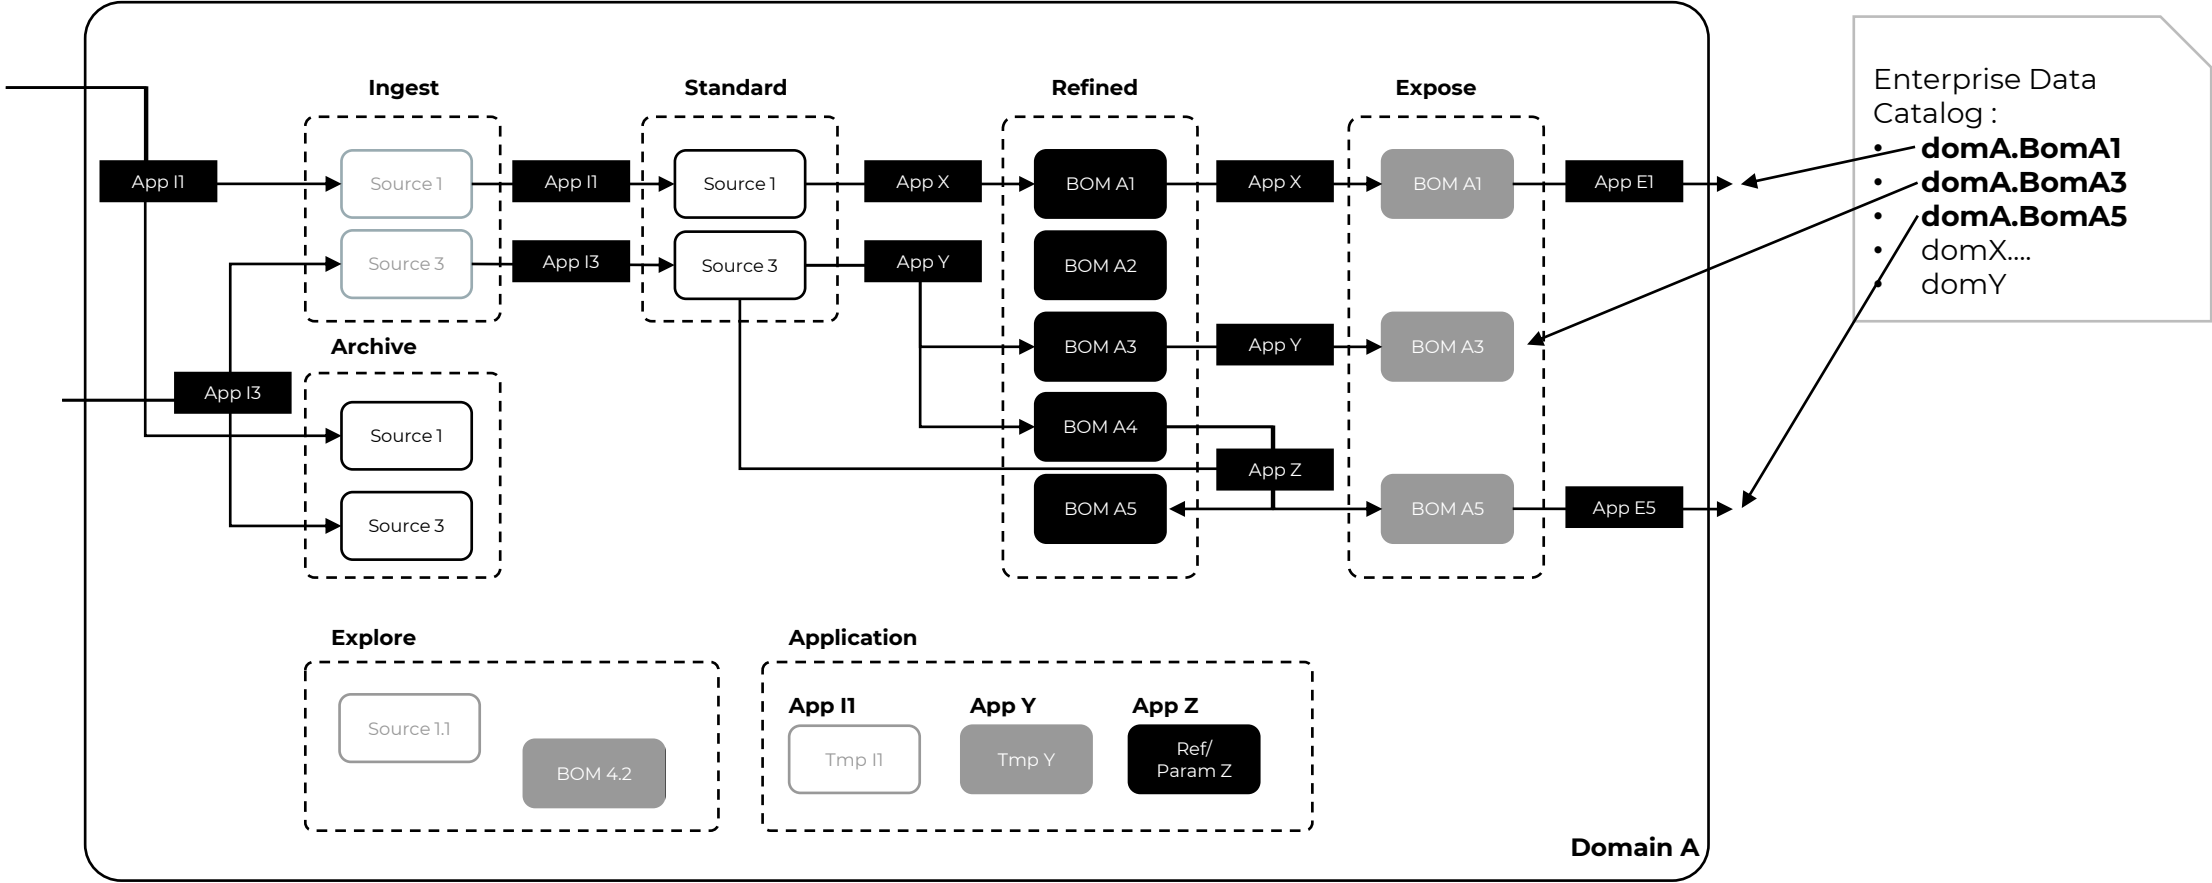 Ingest
Standard
Refined
Expose
Enterprise Data
Catalog :
• domA.BomA1
• domA.BomA3
• domA.BomA5
• domX....
• domY
App I1
Source 1
App I1
Source 1
App X
BOM A1
App X
BOM A1
App E1
Source 3
App I3
Source 3
App Y
BOM A2
BOM A3
App Y
BOM A3
Archive
App I3
Source 1
BOM A4
App Z
Source 3
BOM A5
BOM A5
App E5
Explore
Source 1.1
BOM 4.2
Application
App I1
App Y
App Z
Tmp I1
Tmp Y
Ref/
Param Z
Domain A